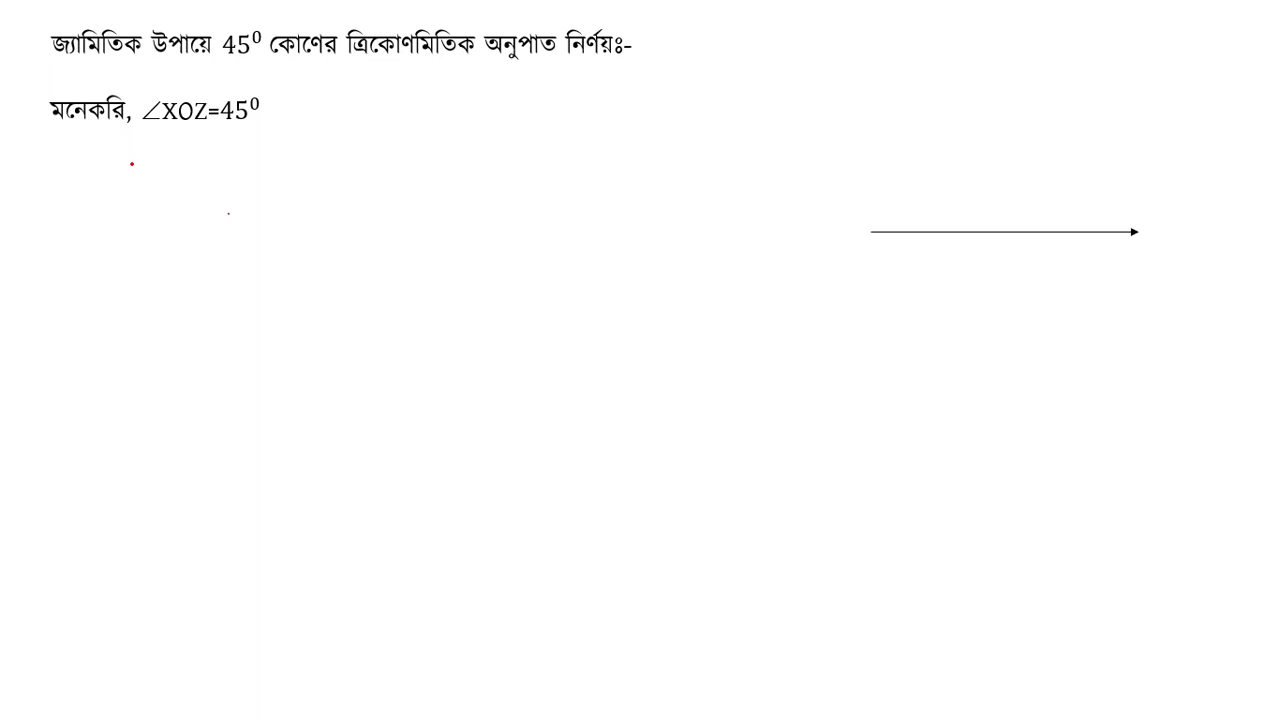 জ্যামিতিক উপায়ে 45⁰ কোণের ত্রিকোণমিতিক অনুপাত নির্ণয়ঃ-
মনেকরি, ∠XOZ=45⁰